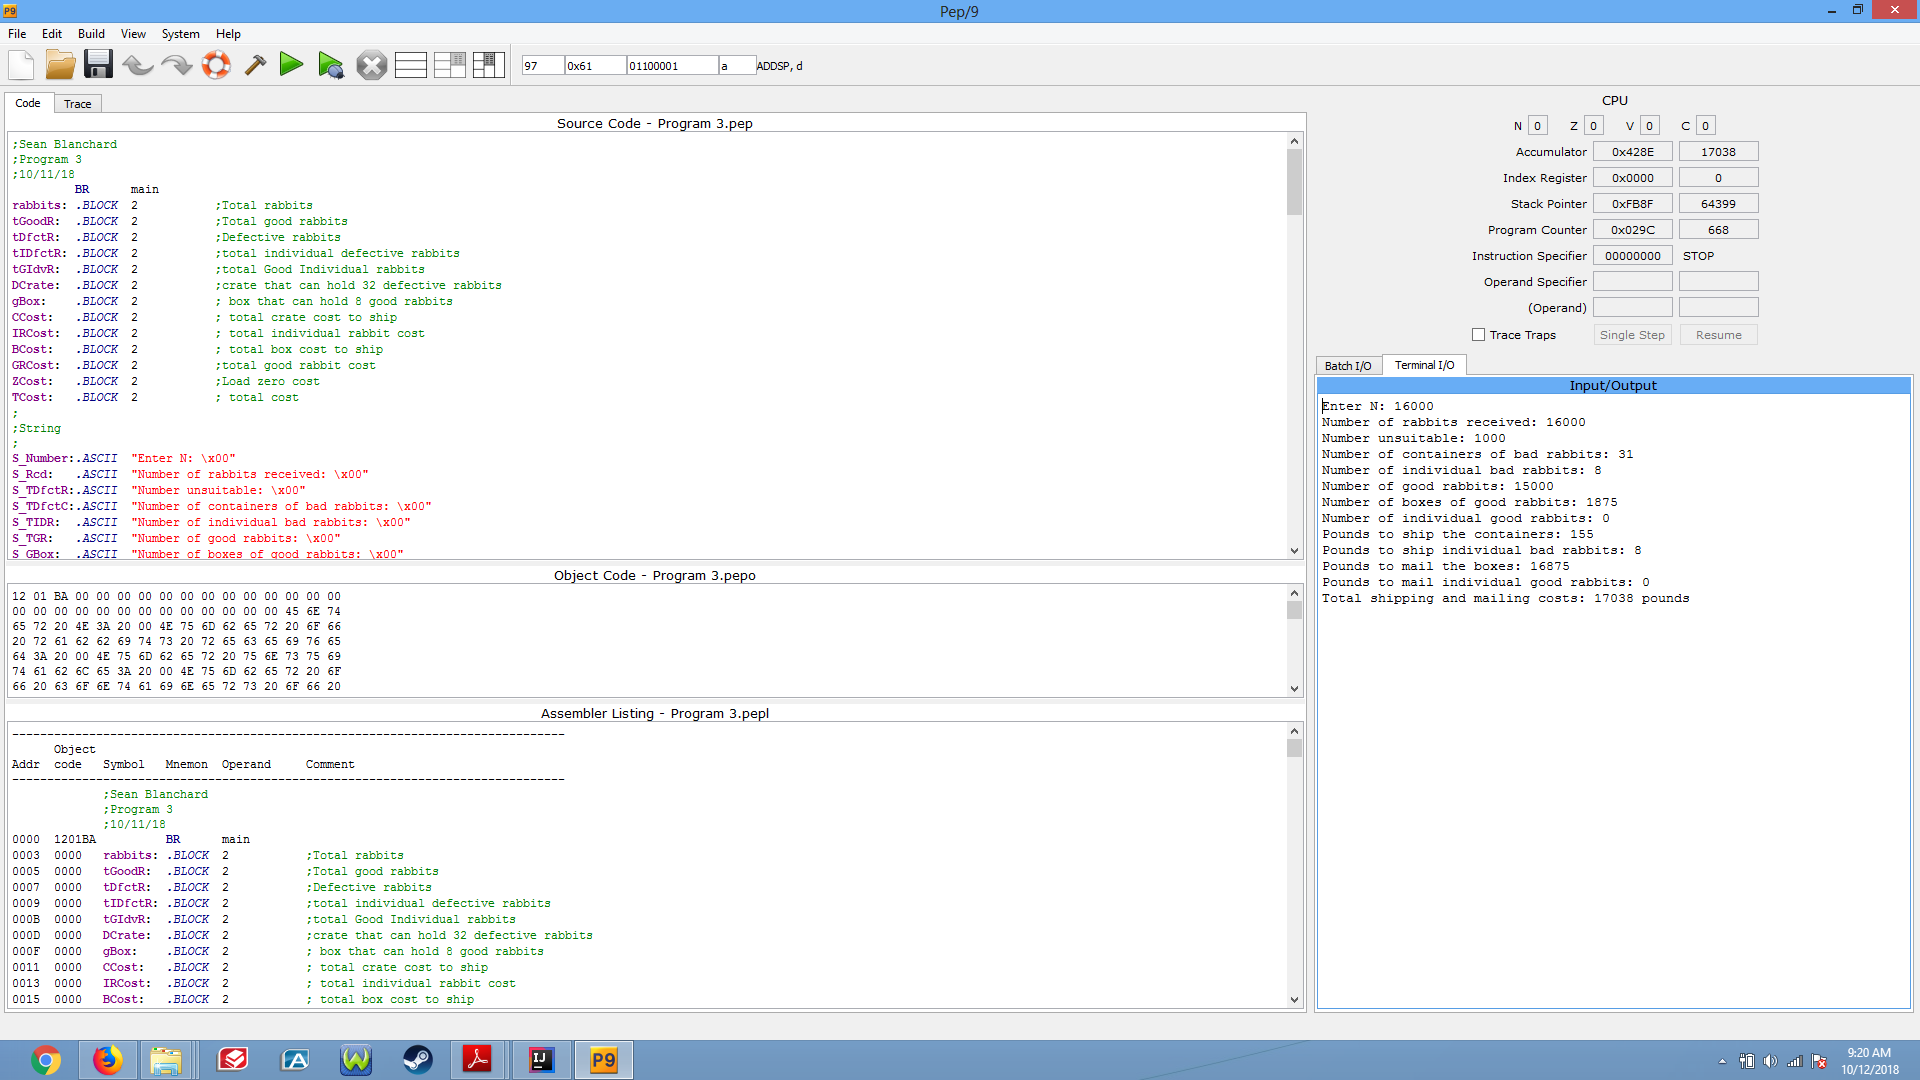 Pep/9
File Edit Build View System Help
97 0x61 01100001 a ADDSP, d
Code Trace
Source Code - Program 3.pep
;Sean Blanchard
;Program 3
;10/11/18
BR main
rabbits: .BLOCK 2 ;Total rabbits
tGoodR: .BLOCK 2 ;Total good rabbits
tDfctR: .BLOCK 2 ;Defective rabbits
tIDfctR: .BLOCK 2 ;total individual defective rabbits
tGIdvR: .BLOCK 2 ;total Good Individual rabbits
DCrate: .BLOCK 2 ;crate that can hold 32 defective rabbits
gBox: .BLOCK 2 ; box that can hold 8 good rabbits
CCost: .BLOCK 2 ; total crate cost to ship
IRCost: .BLOCK 2 ; total individual rabbit cost
BCost: .BLOCK 2 ; total box cost to ship
GRCost: .BLOCK 2 ;total good rabbit cost
ZCost: .BLOCK 2 ;Load zero cost
TCost: .BLOCK 2 ; total cost
;
;String
;
S_Number:.ASCII "Enter N: \x00"
S_Rcd: .ASCII "Number of rabbits received: \x00"
S_TDfctR:.ASCII "Number unsuitable: \x00"
S_TDfctC:.ASCII "Number of containers of bad rabbits: \x00"
S_TIDR: .ASCII "Number of individual bad rabbits: \x00"
S_TGR: .ASCII "Number of good rabbits: \x00"
S_GBox: .ASCII "Number of boxes of good rabbits: \x00"
Object Code - Program 3.pepo
12 01 BA 00 00 00 00 00 00 00 00 00 00 00 00 00
00 00 00 00 00 00 00 00 00 00 00 00 00 45 6E 74
65 72 20 4E 3A 20 00 4E 75 6D 62 65 72 20 6F 66
20 72 61 62 62 69 74 73 20 72 65 63 65 69 76 65
64 3A 20 00 4E 75 6D 62 65 72 20 75 6E 73 75 69
74 61 62 6C 65 3A 20 00 4E 75 6D 62 65 72 20 6F
66 20 63 6F 6E 74 61 69 6E 65 72 73 20 6F 66 20
Assembler Listing - Program 3.pepl
-------------------------------------------------------------------------------
Object
Addr code Symbol Mnemon Operand Comment
-------------------------------------------------------------------------------
;Sean Blanchard
;Program 3
;10/11/18
0000 1201BA BR main
0003 0000 rabbits: .BLOCK 2 ;Total rabbits
0005 0000 tGoodR: .BLOCK 2 ;Total good rabbits
0007 0000 tDfctR: .BLOCK 2 ;Defective rabbits
0009 0000 tIDfctR: .BLOCK 2 ;total individual defective rabbits
000B 0000 tGIdvR: .BLOCK 2 ;total Good Individual rabbits
000D 0000 DCrate: .BLOCK 2 ;crate that can hold 32 defective rabbits
000F 0000 gBox: .BLOCK 2 ; box that can hold 8 good rabbits
0011 0000 CCost: .BLOCK 2 ; total crate cost to ship
0013 0000 IRCost: .BLOCK 2 ; total individual rabbit cost
0015 0000 BCost: .BLOCK 2 ; total box cost to ship
CPU
N 0 Z 0 V 0 C 0
Accumulator 0x428E 17038
Index Register 0x0000 0
Stack Pointer 0xFB8F 64399
Program Counter 0x029C 668
Instruction Specifier 00000000 STOP
Operand Specifier
(Operand)
Trace Traps Single Step Resume
Batch I/O Terminal I/O
Input/Output
Enter N: 16000
Number of rabbits received: 16000
Number unsuitable: 1000
Number of containers of bad rabbits: 31
Number of individual bad rabbits: 8
Number of good rabbits: 15000
Number of boxes of good rabbits: 1875
Number of individual good rabbits: 0
Pounds to ship the containers: 155
Pounds to ship individual bad rabbits: 8
Pounds to mail the boxes: 16875
Pounds to mail individual good rabbits: 0
Total shipping and mailing costs: 17038 pounds
P9
9:20 AM
10/12/2018